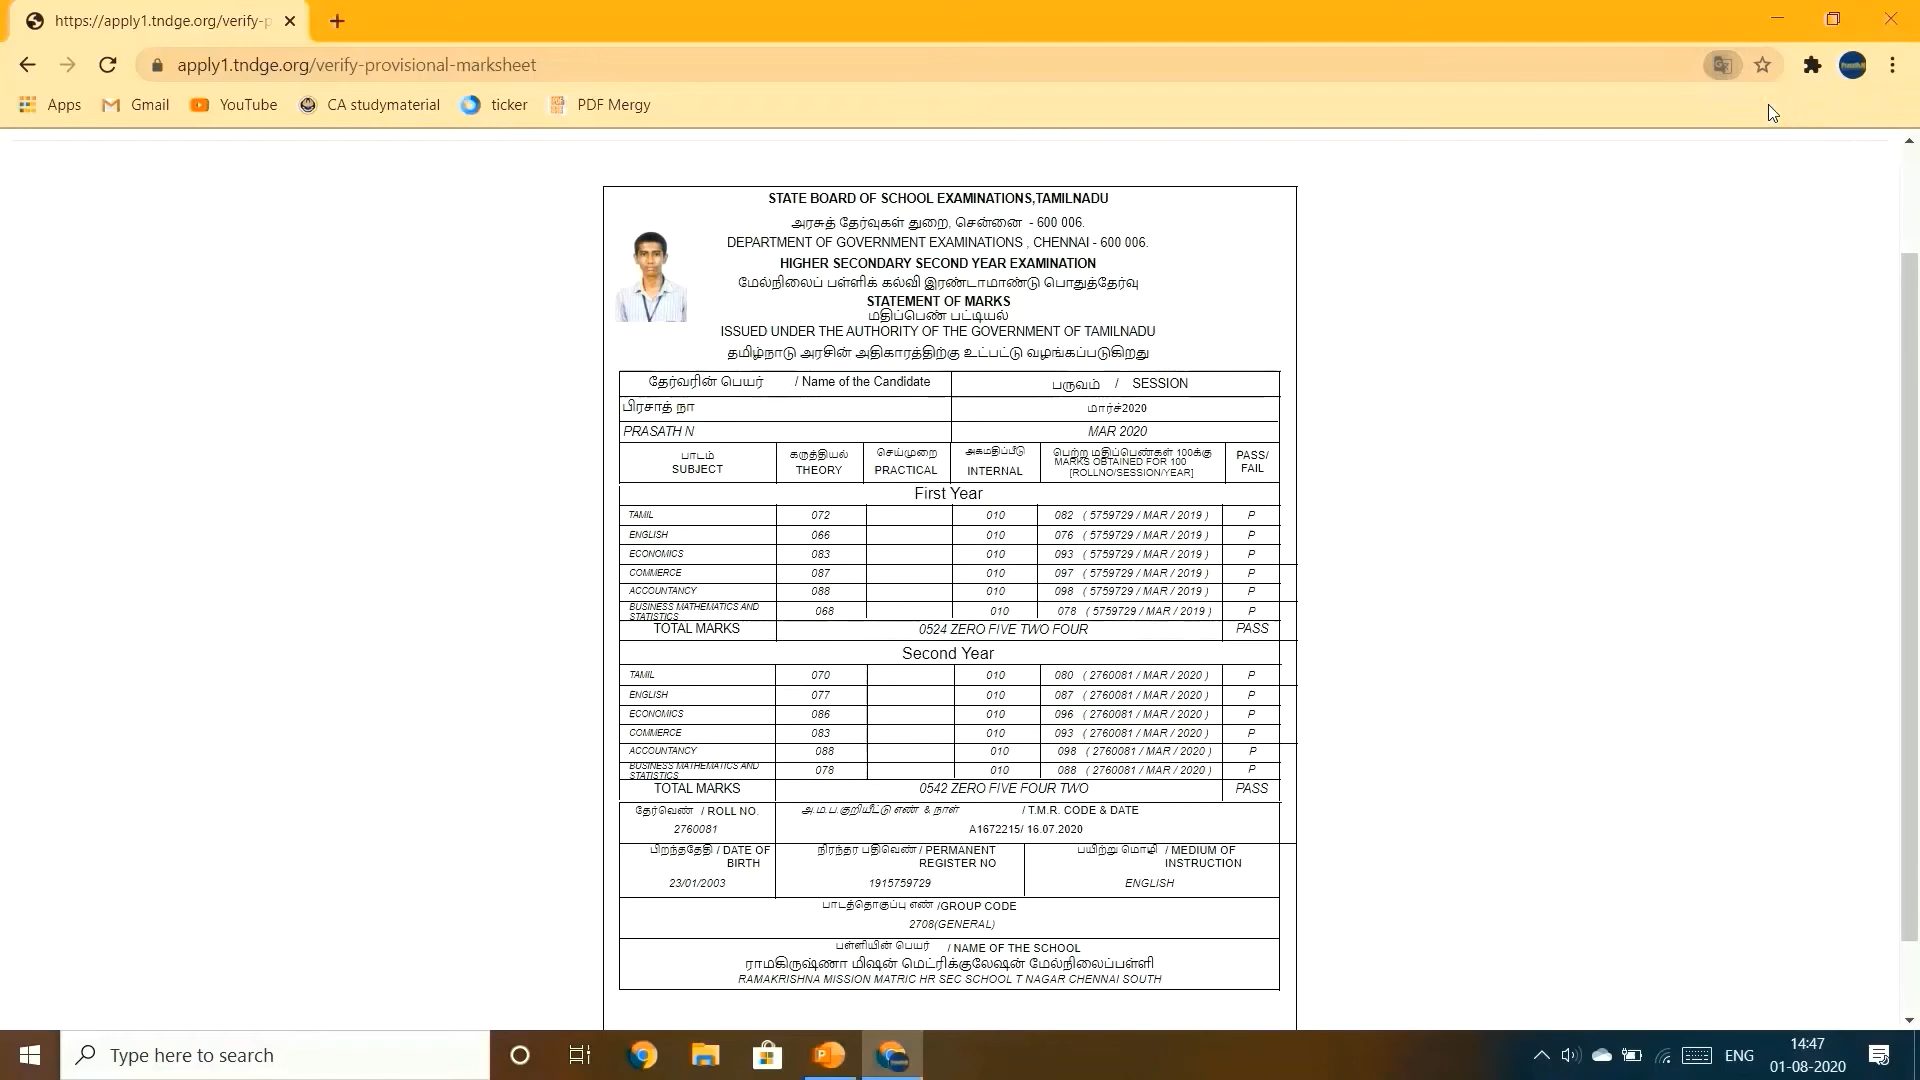 https://apply1.tndge.org/verify-p
apply1.tndge.org/verify-provisional-marksheet
Apps Gmail YouTube CA studymaterial ticker PDF Mergy
STATE BOARD OF SCHOOL EXAMINATIONS,TAMILNADU
அரசுத் தேர்வுகள் துறை, சென்னை - 600 006.
DEPARTMENT OF GOVERNMENT EXAMINATIONS , CHENNAI - 600 006.
HIGHER SECONDARY SECOND YEAR EXAMINATION
மேல்நிலைப் பள்ளிக் கல்வி இரண்டாமாண்டு பொதுத்தேர்வு
STATEMENT OF MARKS
மதிப்பெண் பட்டியல்
ISSUED UNDER THE AUTHORITY OF THE GOVERNMENT OF TAMILNADU
தமிழ்நாடு அரசின் அதிகாரத்திற்கு உட்பட்டு வழங்கப்படுகிறது
தேர்வரின் பெயர் / Name of the Candidate பருவம் / SESSION
பிரசாத் நா மார்ச்2020
PRASATH N MAR 2020
பாடம் கருத்தியல் செய்முறை அகமதிப்பீடு பெற்ற மதிப்பெண்கள் 100க்கு PASS/
SUBJECT THEORY PRACTICAL INTERNAL MARKS OBTAINED FOR 100 FAIL
[ROLLNO/SESSION/YEAR]
First Year
TAMIL 072 010 082 ( 5759729 / MAR / 2019 ) P
ENGLISH 066 010 076 ( 5759729 / MAR / 2019 ) P
ECONOMICS 083 010 093 ( 5759729 / MAR / 2019 ) P
COMMERCE 087 010 097 ( 5759729 / MAR / 2019 ) P
ACCOUNTANCY 088 010 098 ( 5759729 / MAR / 2019 ) P
BUSINESS MATHEMATICS AND
STATISTICS 068 010 078 ( 5759729 / MAR / 2019 ) P
TOTAL MARKS 0524 ZERO FIVE TWO FOUR PASS
Second Year
TAMIL 070 010 080 ( 2760081 / MAR / 2020 ) P
ENGLISH 077 010 087 ( 2760081 / MAR / 2020 ) P
ECONOMICS 086 010 096 ( 2760081 / MAR / 2020 ) P
COMMERCE 083 010 093 ( 2760081 / MAR / 2020 ) P
ACCOUNTANCY 088 010 098 ( 2760081 / MAR / 2020 ) P
BUSINESS MATHEMATICS AND
STATISTICS 078 010 088 ( 2760081 / MAR / 2020 ) P
TOTAL MARKS 0542 ZERO FIVE FOUR TWO PASS
தேர்வெண் / ROLL NO. அ.ம.ப.குறியீட்டு எண் & நாள் / T.M.R. CODE & DATE
2760081 A1672215/ 16.07.2020
பிறந்ததேதி / DATE OF நிரந்தர பதிவெண் / PERMANENT பயிற்று மொழி / MEDIUM OF
BIRTH REGISTER NO INSTRUCTION
23/01/2003 1915759729 ENGLISH
பாடத்தொகுப்பு எண் /GROUP CODE
2708(GENERAL)
பள்ளியின் பெயர் / NAME OF THE SCHOOL
ராமகிருஷ்ணா மிஷன் மெட்ரிக்குலேஷன் மேல்நிலைப்பள்ளி
RAMAKRISHNA MISSION MATRIC HR SEC SCHOOL T NAGAR CHENNAI SOUTH
Type here to search
ENG
14:47
01-08-2020